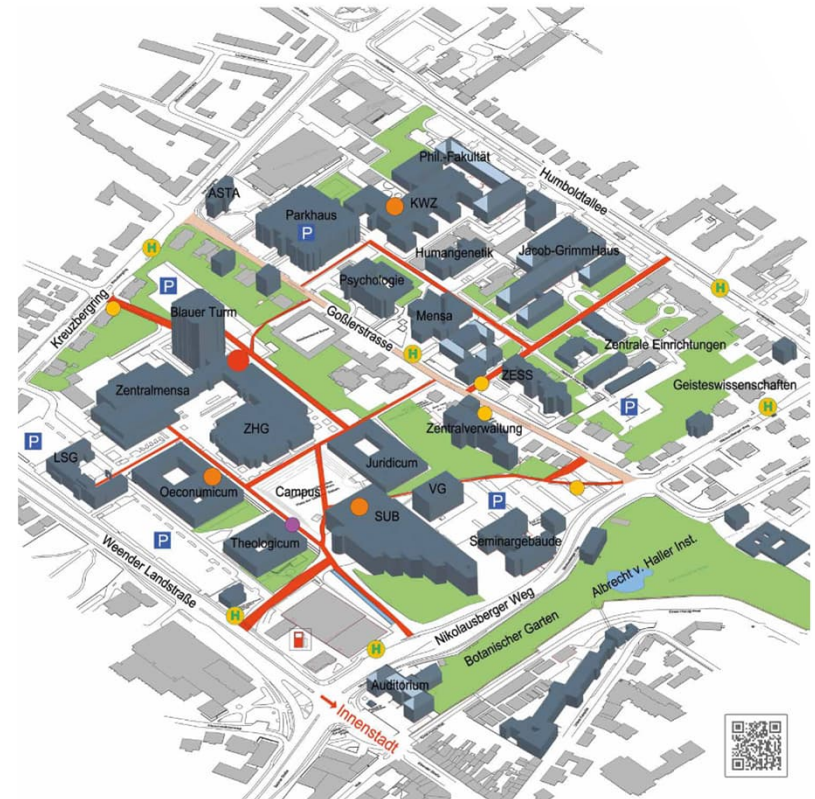 Humboldtallee
Phil.-Fakultät
ASTA
KWZ
Parkhaus
P
H
Humangenetik
Jacob-GrimmHaus
Psychologie
P
H
Kreuzbergring
Blauer Turm
Goßlerstrasse
Mensa
H
Zentrale Einrichtungen
ZESS
Geisteswissenschaften
Zentralmensa
P
H
ZHG
Zentralverwaltung
P
LSG
Juridicum
Oeconumicum
Campus
VG
P
SUB
P
Theologicum
Seminargebäude
Weender Landstraße
Albrecht v. Haller Inst.
H
Nikolausberger Weg
Botanischer Garten
H
Auditorium
Innenstadt